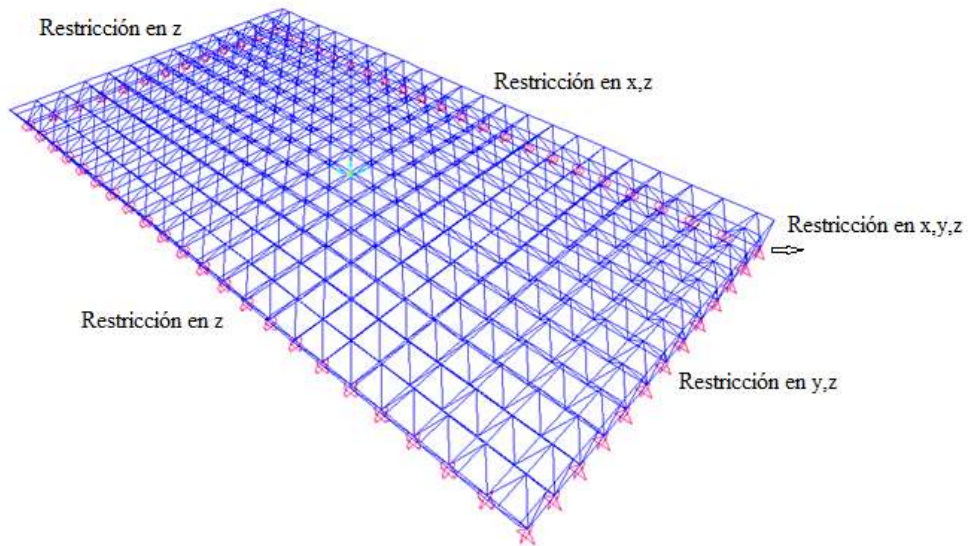 Restricción en z
Restricción en x,z
Restricción en x,y,z
Restricción en z
Restricción en y,z